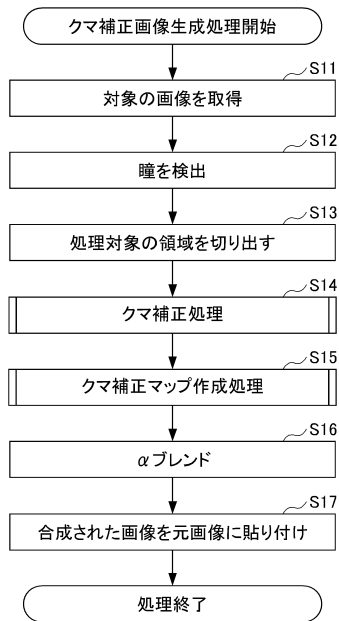 クマ補正画像生成処理開始
S11
対象の画像を取得
S12
瞳を検出
S13
処理対象の領域を切り出す
S14
クマ補正処理
S15
クマ補正マップ作成処理
S16
αブレンド
S17
合成された画像を元画像に貼り付け
処理終了